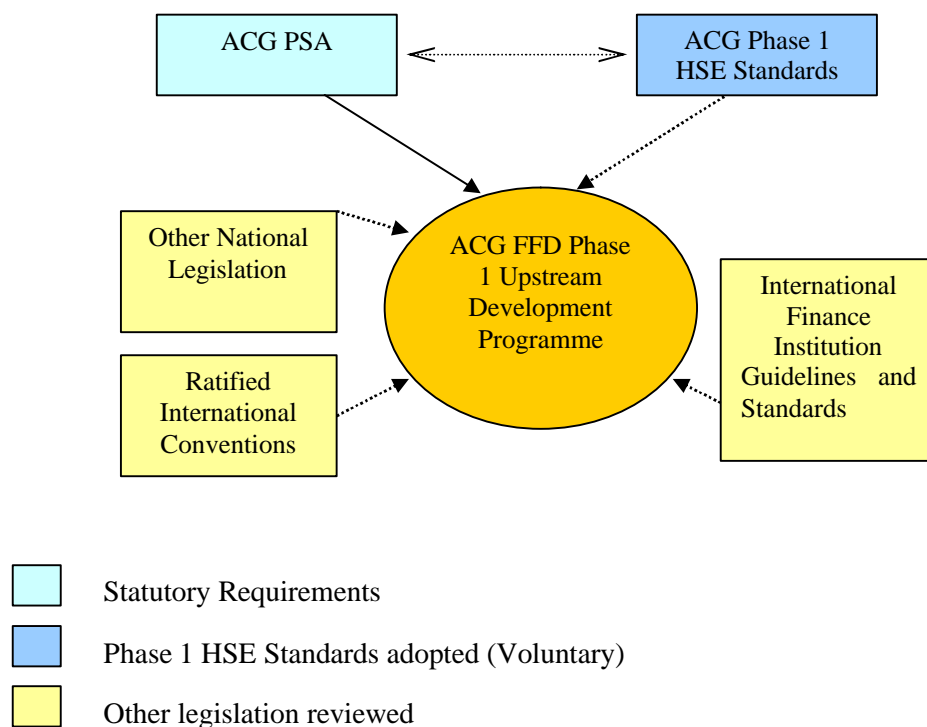 ACG PSA
ACG Phase 1
HSE Standards
Other National
Legislation
ACG FFD Phase
1 Upstream
Development
Programme
International
Finance
Institution
Guidelines and
Standards
Ratified
International
Conventions
Statutory Requirements
Phase 1 HSE Standards adopted (Voluntary)
Other legislation reviewed